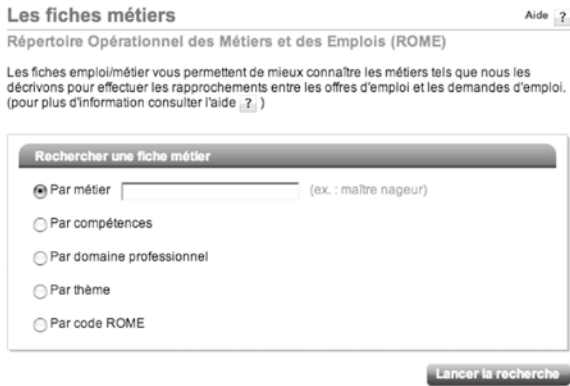 Les fiches métiers
Aide ?
Répertoire Opérationnel des Métiers et des Emplois (ROME)
Les fiches emploi/métier vous permettent de mieux connaître les métiers tels que nous les
décrivons pour effectuer les rapprochements entre les offres d'emploi et les demandes d'emploi.
(pour plus d'information consulter l'aide ? )
Rechercher une fiche métier
Par métier (ex. : maître nageur)
Par compétences
Par domaine professionnel
Par thème
Par code ROME
Lancer la recherche